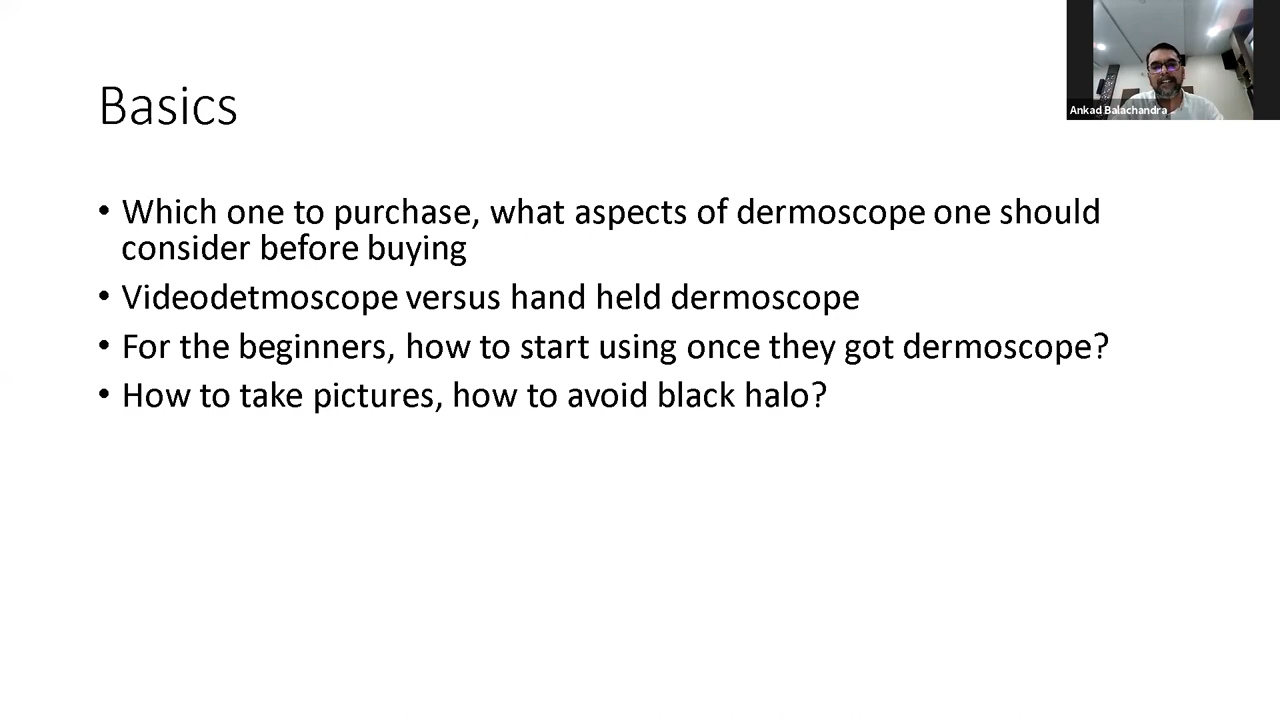 Basics
Ankad Balachandra
• Which one to purchase, what aspects of dermoscope one should
consider before buying
• Videodetmoscope versus hand held dermoscope
• For the beginners, how to start using once they got dermoscope?
• How to take pictures, how to avoid black halo?